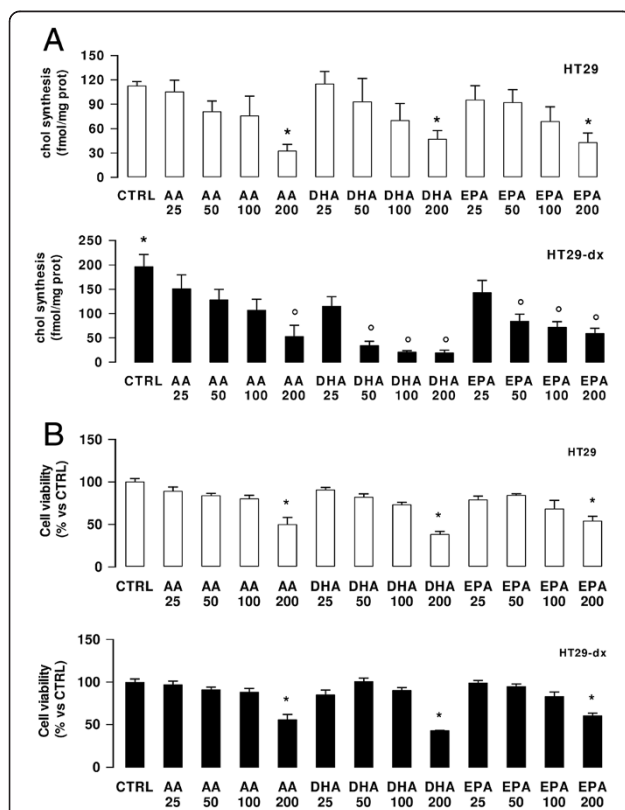 A
HT29
chol synthesis
(fmol/mg prot)
150
120
90
60
30
0
*
*
*
CTRL AA AA AA AA DHA DHA DHA DHA EPA EPA EPA EPA
25 50 100 200 25 50 100 200 25 50 100 200
HT29-dx
chol synthesis
(fmol/mg prot)
250
200
150
100
50
0
*
° ° ° ° ° ° °
CTRL AA AA AA AA DHA DHA DHA DHA EPA EPA EPA EPA
25 50 100 200 25 50 100 200 25 50 100 200
B
HT29
Cell viability
(% vs CTRL)
150
100
50
0
* * *
CTRL AA AA AA AA DHA DHA DHA DHA EPA EPA EPA EPA
25 50 100 200 25 50 100 200 25 50 100 200
HT29-dx
Cell viability
(% vs CTRL)
150
100
50
0
* * *
CTRL AA AA AA AA DHA DHA DHA DHA EPA EPA EPA EPA
25 50 100 200 25 50 100 200 25 50 100 200